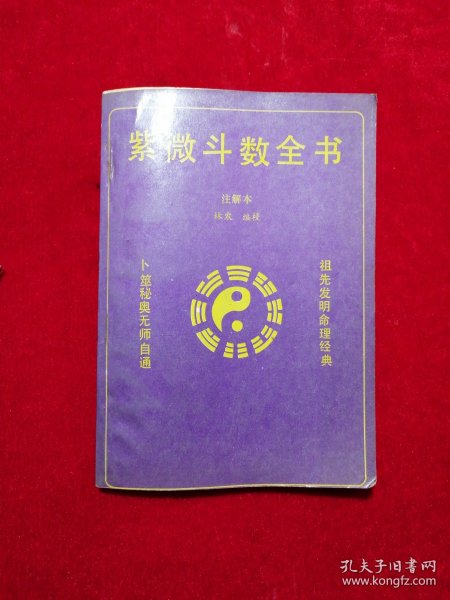 紫微斗数全书
注解本
编校
祖先发明命理经典
卜筮秘奥无师自通
孔夫子旧书网
www.kongfz.com